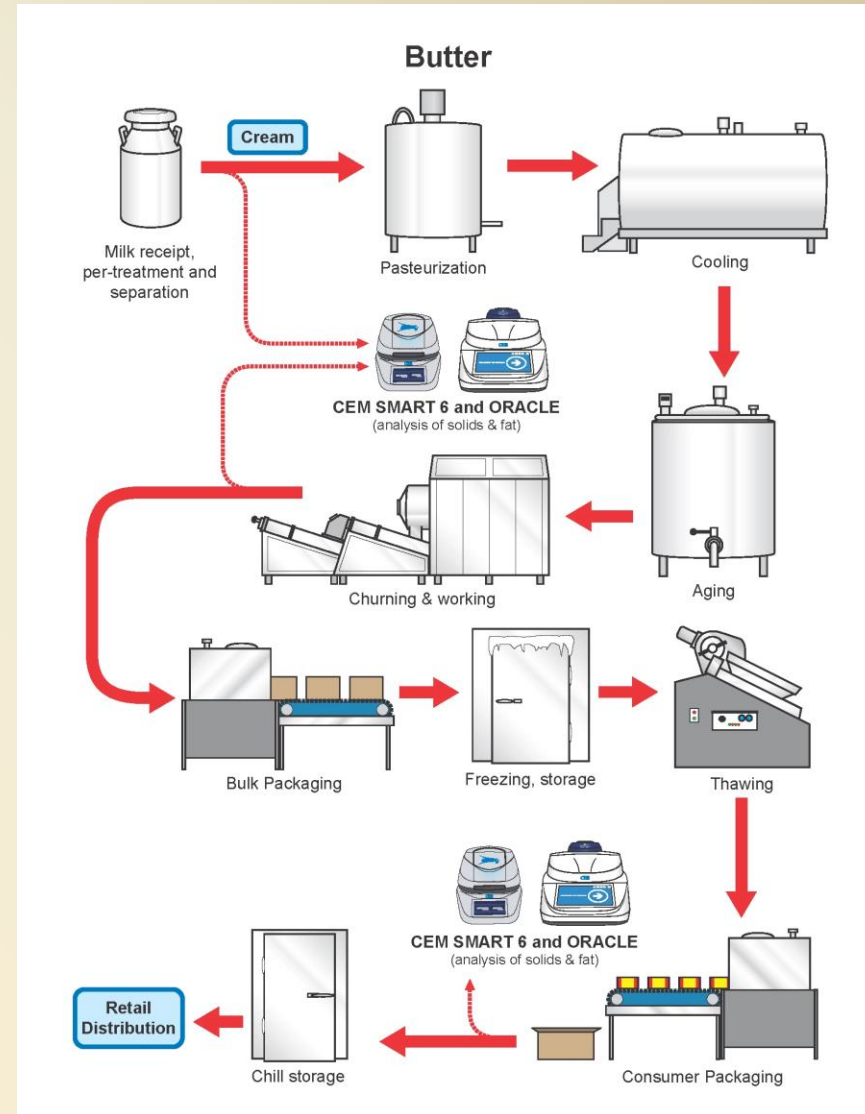 Butter
Cream
Milk receipt,
per-treatment and
separation
Pasteurization
Cooling
CEM SMART 6 and ORACLE
(analysis of solids & fat)
Aging
Churning & working
Bulk Packaging
Freezing, storage
Thawing
CEM SMART 6 and ORACLE
(analysis of solids & fat)
Retail
Distribution
Chill storage
Consumer Packaging